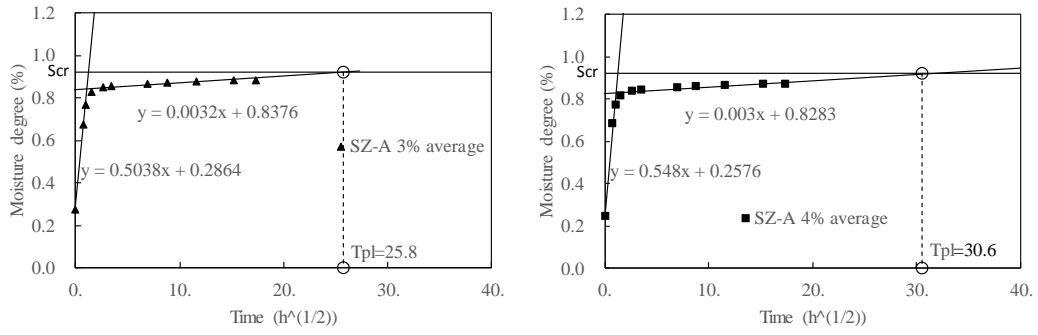 1.2
1.0
Scr
0.8
0.6
0.4
0.2
0.0
Moisture degree (%)
y = 0.0032x + 0.8376
SZ-A 3% average
y = 0.5038x + 0.2864
Tpl=25.8
0. 10. 20. 30. 40.
Time (h^(1/2))
1.2
1.0
Scr
0.8
0.6
0.4
0.2
0.0
Moisture degree (%)
y = 0.003x + 0.8283
y = 0.548x + 0.2576
SZ-A 4% average
Tpl=30.6
0. 10. 20. 30. 40.
Time (h^(1/2))